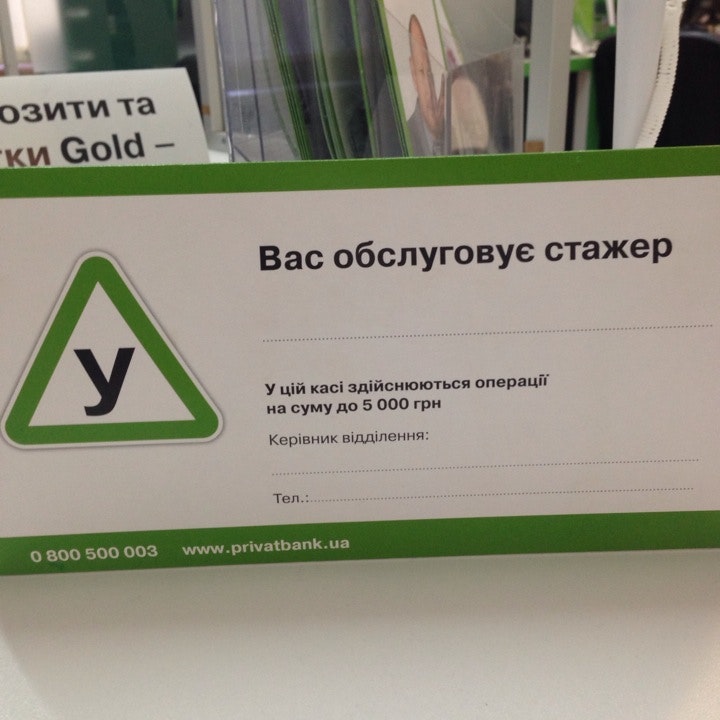 озити та
тки Gold –
Вас обслуговує стажер
У
У цій касі здійснюються операції
на суму до 5 000 грн
Керівник відділення:
Тел.:
0 800 500 003 www.privatbank.ua